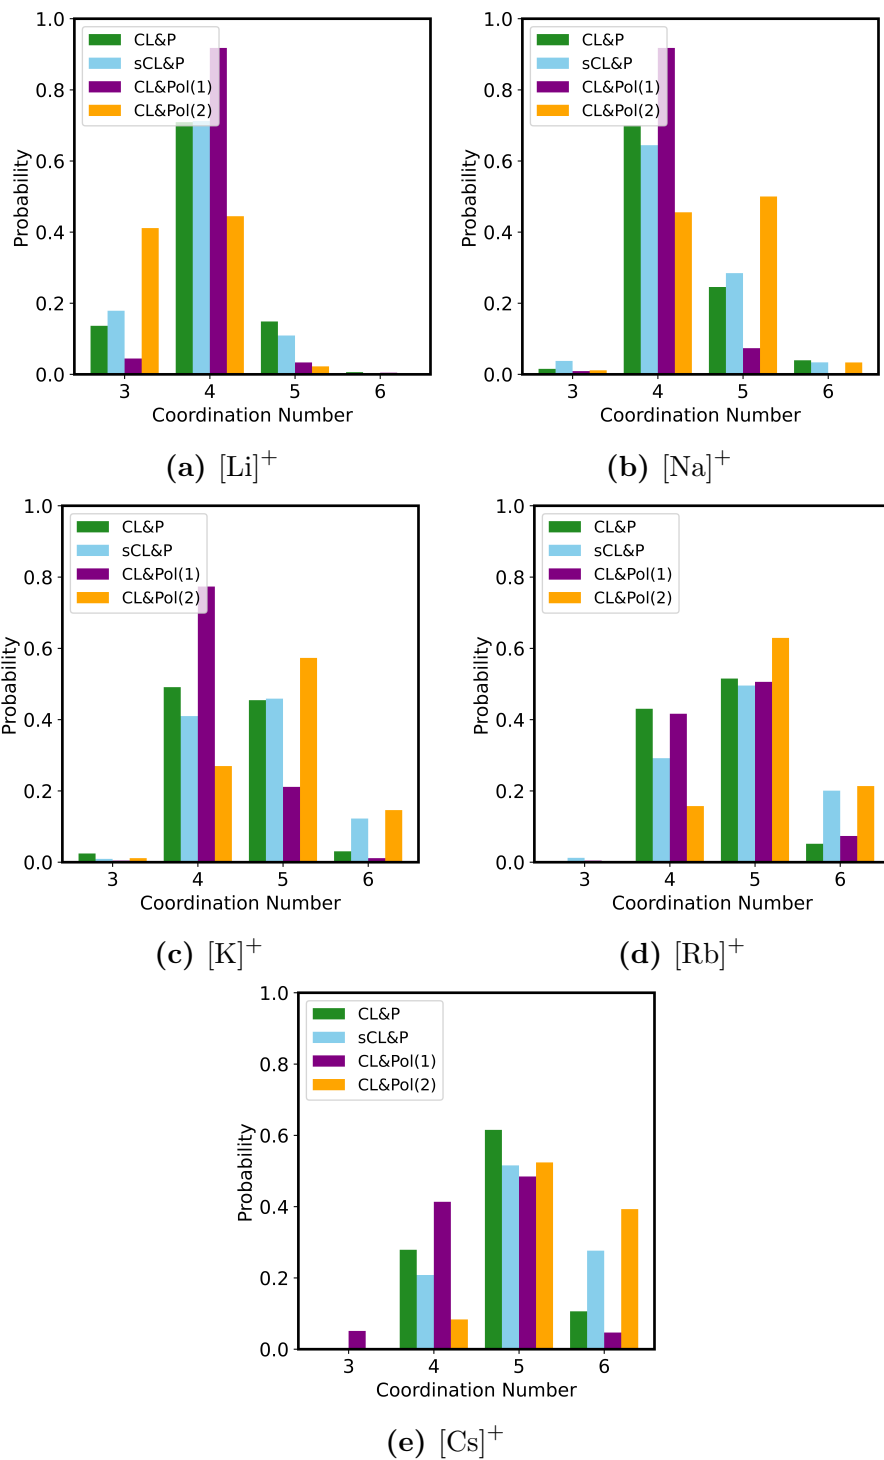 1.0
0.8
0.6
0.4
0.2
0.0
Probability
CL&P
sCL&P
CL&Pol(1)
CL&Pol(2)
3 4 5 6
Coordination Number
(a) [Li]+
1.0
0.8
0.6
0.4
0.2
0.0
Probability
CL&P
sCL&P
CL&Pol(1)
CL&Pol(2)
3 4 5 6
Coordination Number
(b) [Na]+
1.0
0.8
0.6
0.4
0.2
0.0
Probability
CL&P
sCL&P
CL&Pol(1)
CL&Pol(2)
3 4 5 6
Coordination Number
(c) [K]+
1.0
0.8
0.6
0.4
0.2
0.0
Probability
CL&P
sCL&P
CL&Pol(1)
CL&Pol(2)
3 4 5 6
Coordination Number
(d) [Rb]+
1.0
0.8
0.6
0.4
0.2
0.0
Probability
CL&P
sCL&P
CL&Pol(1)
CL&Pol(2)
3 4 5 6
Coordination Number
(e) [Cs]+